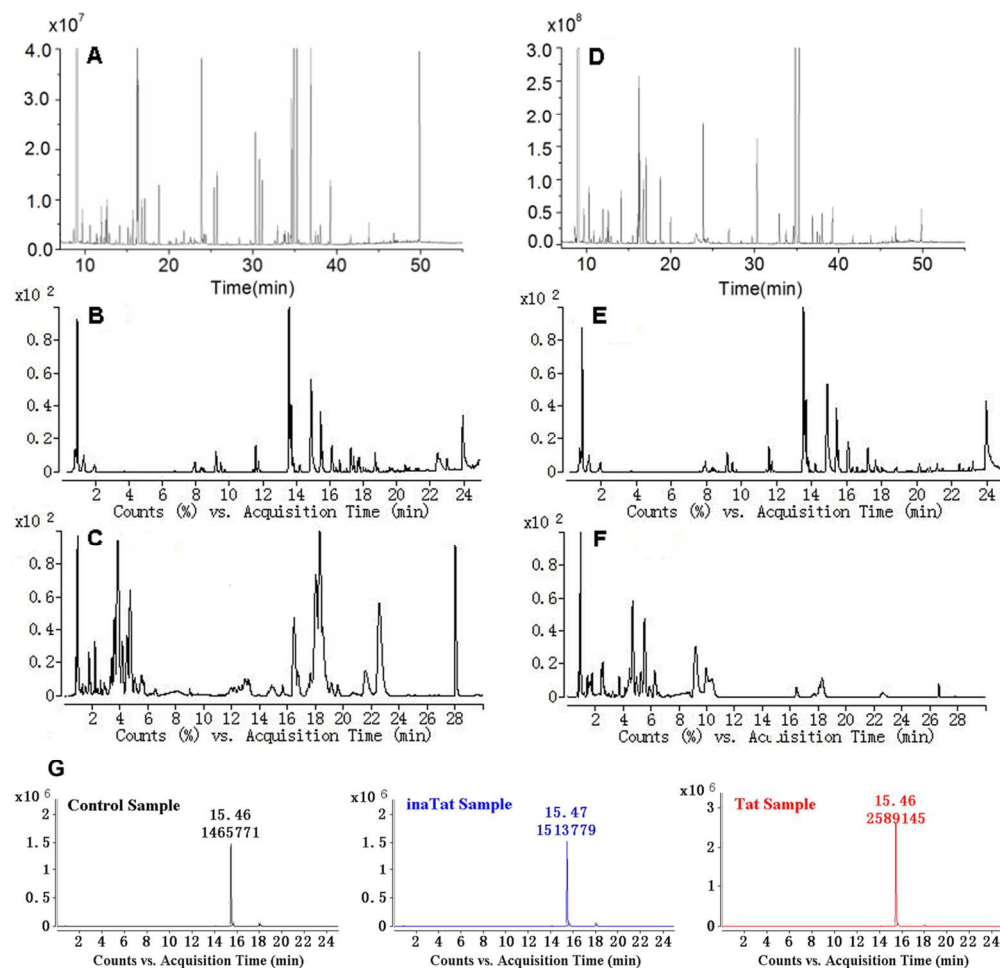 x10⁷
A
4.0
3.0
2.0
1.0
0.0
10 20 30 40 50
Time(min)
x10⁸
D
3.0
2.5
2.0
1.5
1.0
0.5
0.0
10 20 30 40 50
Time(min)
x10 2
B
1
0.8
0.6
0.4
0.2
0
2 4 6 8 10 12 14 16 18 20 22 24
Counts (%) vs. Acquisition Time (min)
x10 2
E
1
0.8
0.6
0.4
0.2
0
2 4 6 8 10 12 14 16 18 20 22 24
Counts (%) vs. Acquisition Time (min)
x10 2
C
1
0.8
0.6
0.4
0.2
0
2 4 6 8 10 12 14 16 18 20 22 24 26 28
Counts (%) vs. Acquisition Time (min)
x10 2
F
1
0.8
0.6
0.4
0.2
0
2 4 6 8 10 12 14 16 18 20 22 24 26 28
Counts (%) vs. Acquisition Time (min)
G
x10 6
Control Sample
2
1.5
1
0.5
0
15.46
1465771
2 4 6 8 10 12 14 16 18 20 22 24
Counts vs. Acquisition Time (min)
x10 6
inaTat Sample
2
1.5
1
0.5
0
15.47
1513779
2 4 6 8 10 12 14 16 18 20 22 24
Counts vs. Acquisition Time (min)
x10 6
Tat Sample
3
2
1
0
15.46
2589145
2 4 6 8 10 12 14 16 18 20 22 24
Counts vs. Acquisition Time (min)